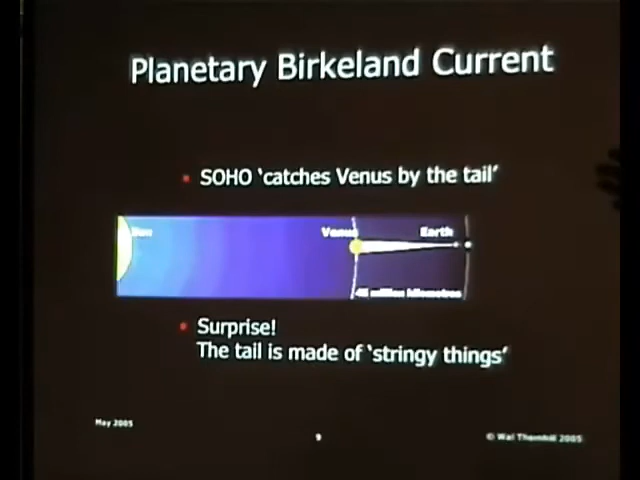 Planetary Birkeland Current
SOHO 'catches Venus by the tail'
Sun
Venus
Earth
45 million kilometres
Surprise!
The tail is made of 'stringy things'
May 2005
9
© Wal Thornhill 2005